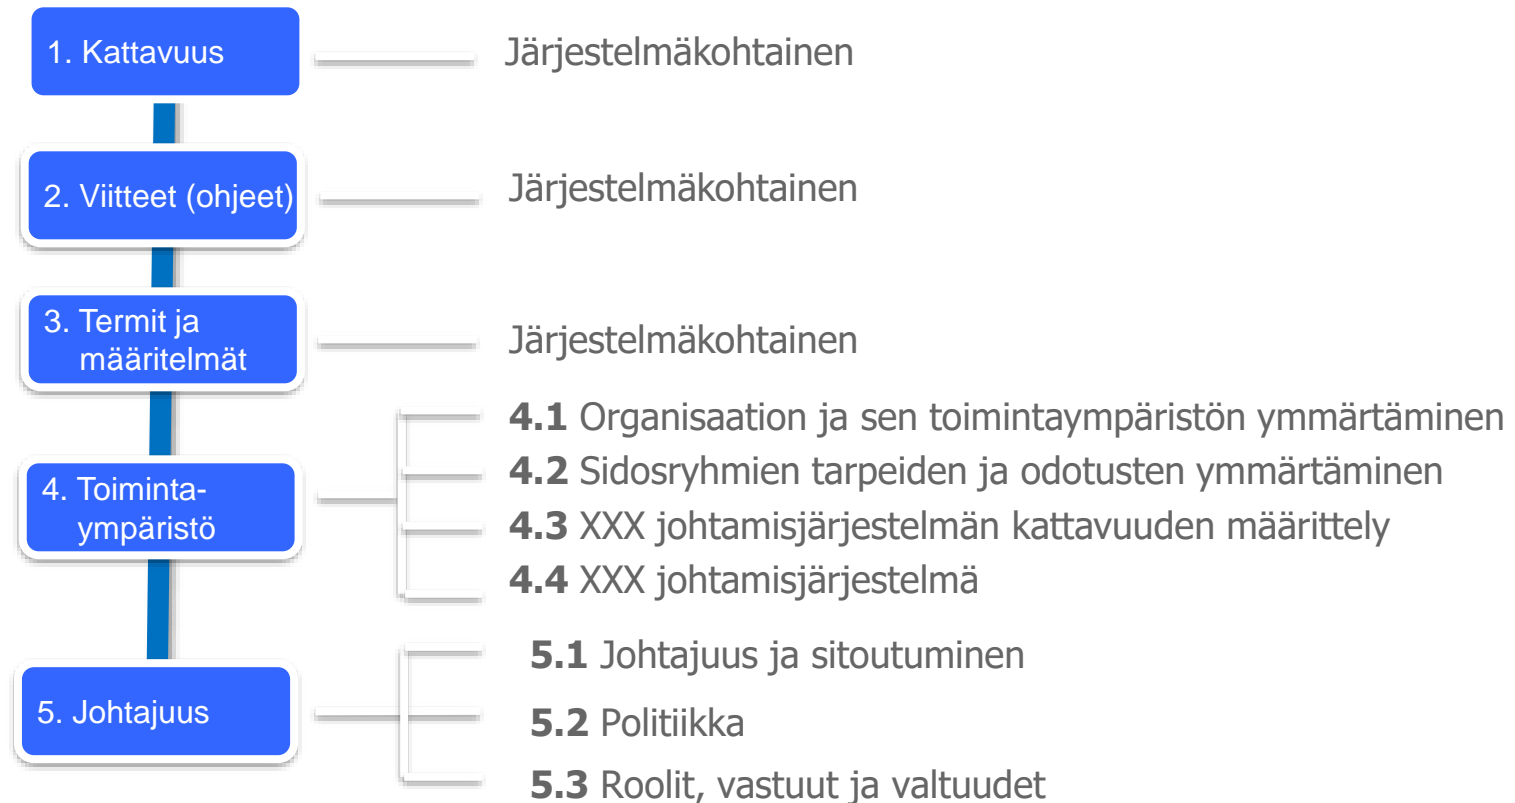 1. Kattavuus
Järjestelmäkohtainen
2. Viitteet (ohjeet)
Järjestelmäkohtainen
3. Termit ja
määritelmät
Järjestelmäkohtainen
4. Toiminta-
ympäristö
4.1 Organisaation ja sen toimintaympäristön ymmärtäminen
4.2 Sidosryhmien tarpeiden ja odotusten ymmärtäminen
4.3 XXX johtamisjärjestelmän kattavuuden määrittely
4.4 XXX johtamisjärjestelmä
5. Johtajuus
5.1 Johtajuus ja sitoutuminen
5.2 Politiikka
5.3 Roolit, vastuut ja valtuudet